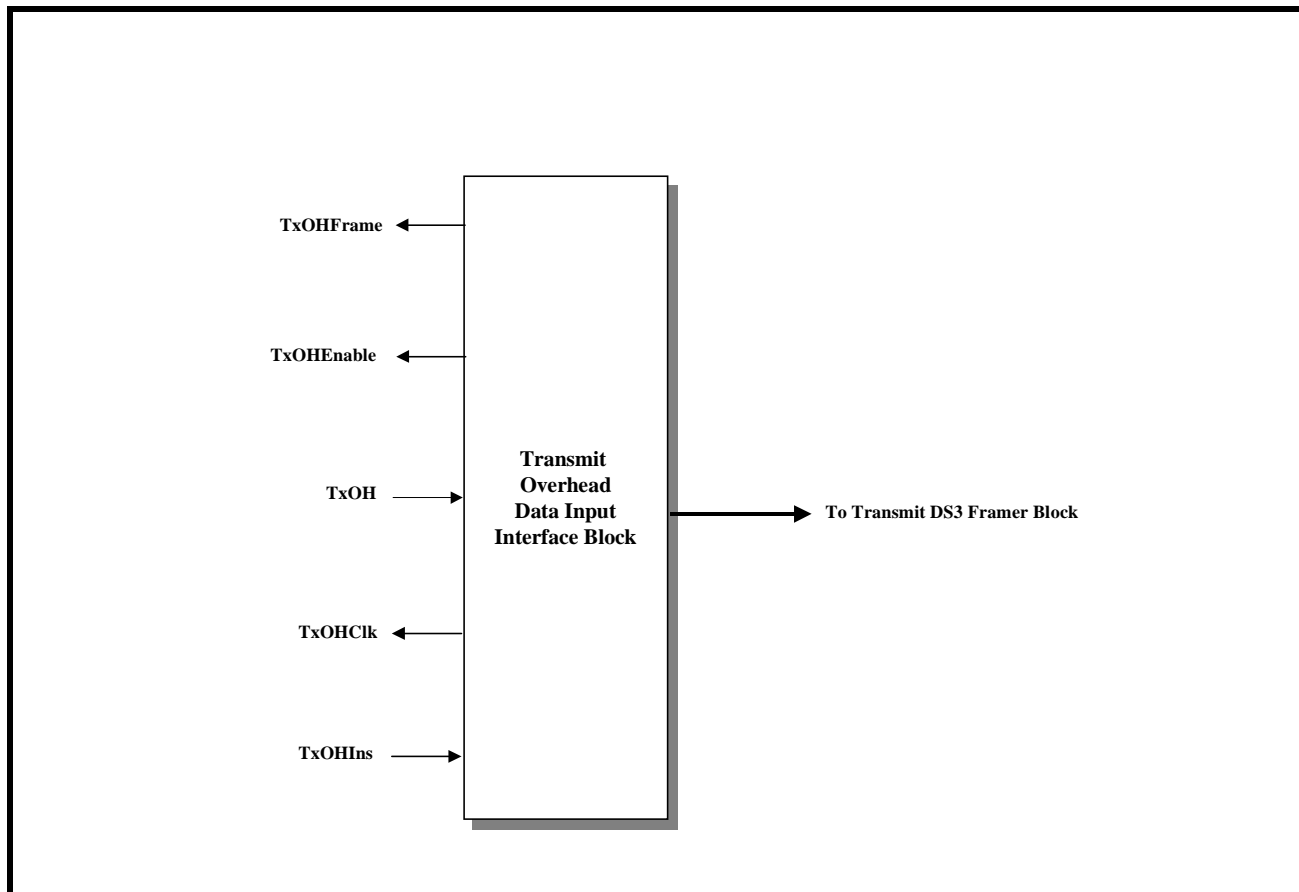 TxOHFrame
TxOHEnable
TxOH
TxOHClk
TxOHIns
Transmit
Overhead
Data Input
Interface Block
To Transmit DS3 Framer Block